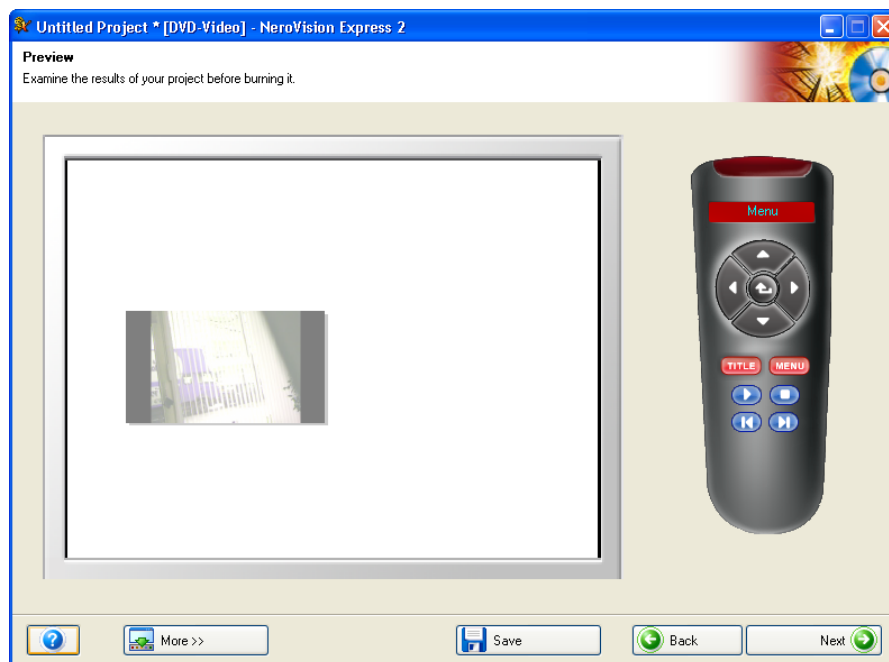 Untitled Project * [DVD-Video] - NeroVision Express 2
Preview
Examine the results of your project before burning it.
Menu
TITLE MENU
More >>
Save
Back
Next